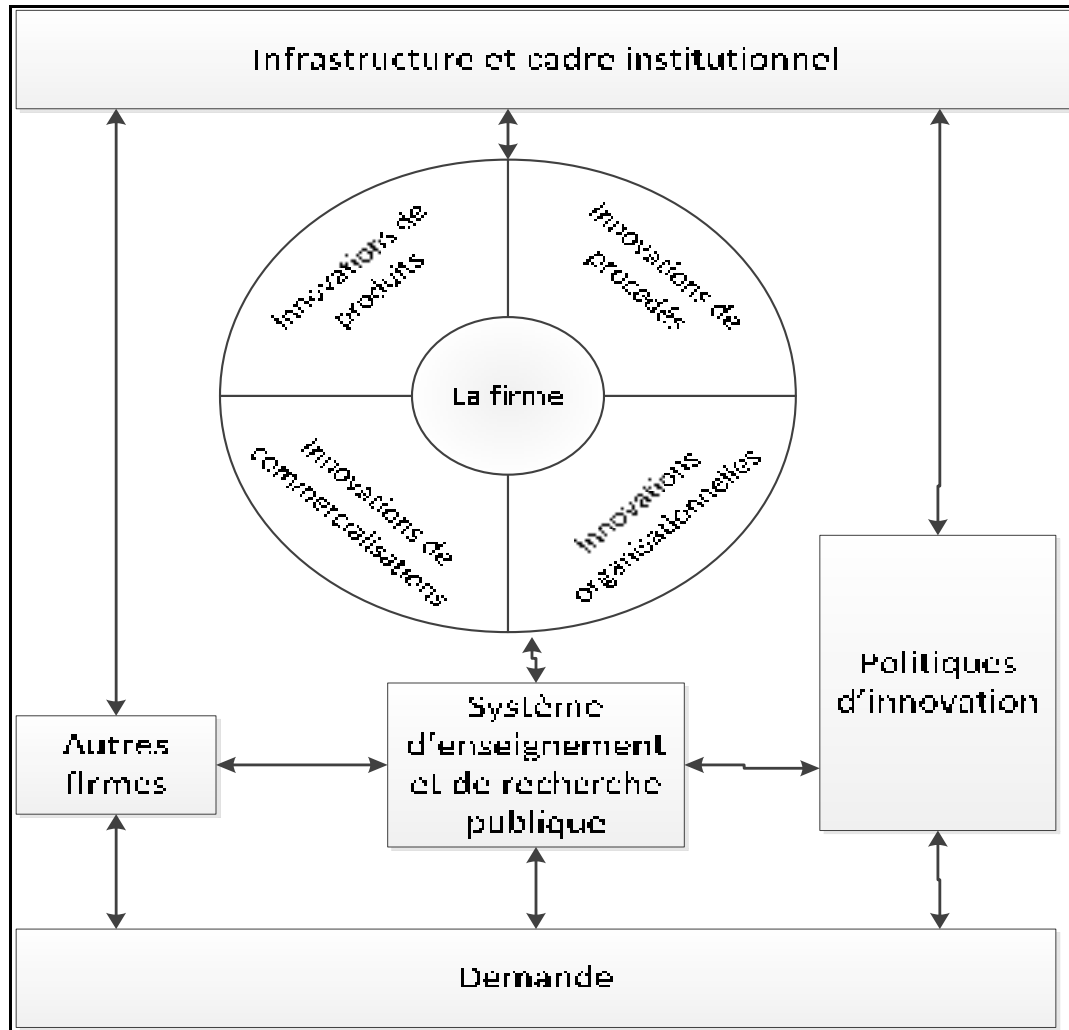 Infrastructure et cadre institutionnel
Innovations de
produits
Innovations de
procédés
La firme
Innovations de
commercialisations
Innovations
organisationnelles
Politiques
d'innovation
Autres
firmes
Système
d'enseignement
et de recherche
publique
Demande